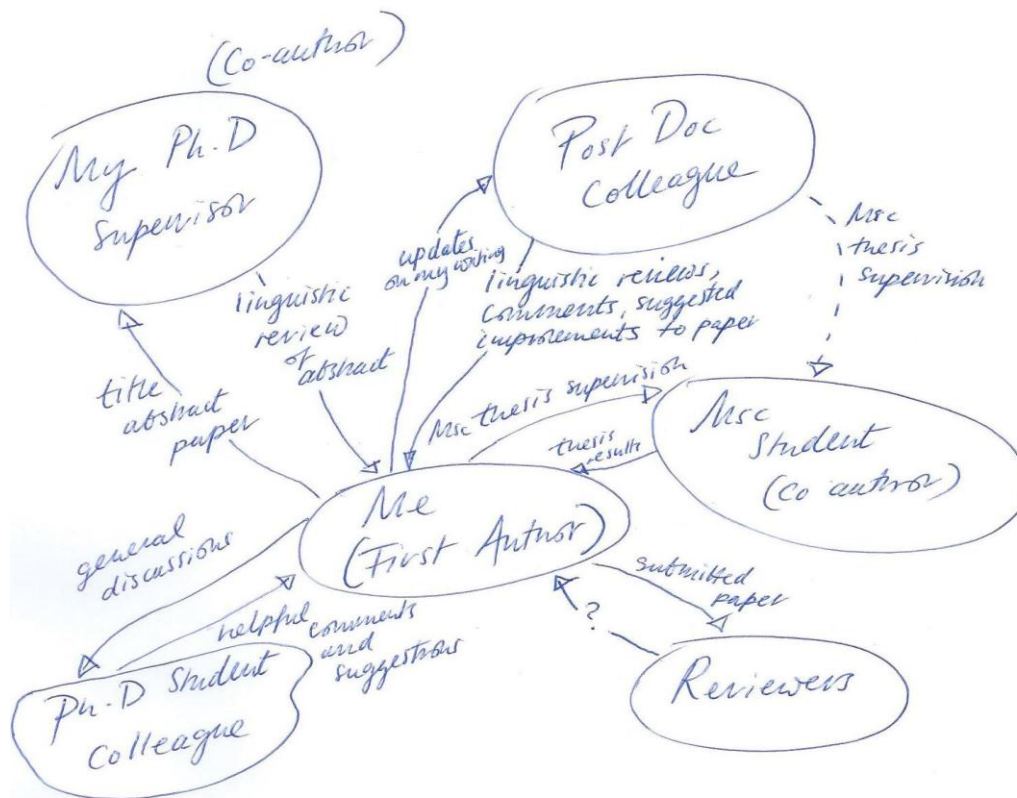 (Co-author)
My Ph.D
supervisor
Post Doc
Colleague
Msc
thesis
supervision
updates
on my writing
linguistic reviews,
comments, suggested
improvements to paper
linguistic
review
of
abstract
title
abstract
paper
Msc thesis supervision
thesis
results
Msc
Student
(Co author)
Me
(First Author)
general
discussions
helpful
comments
and
suggestions
submitted
paper
?
Reviewers
Ph.D Student
Colleague